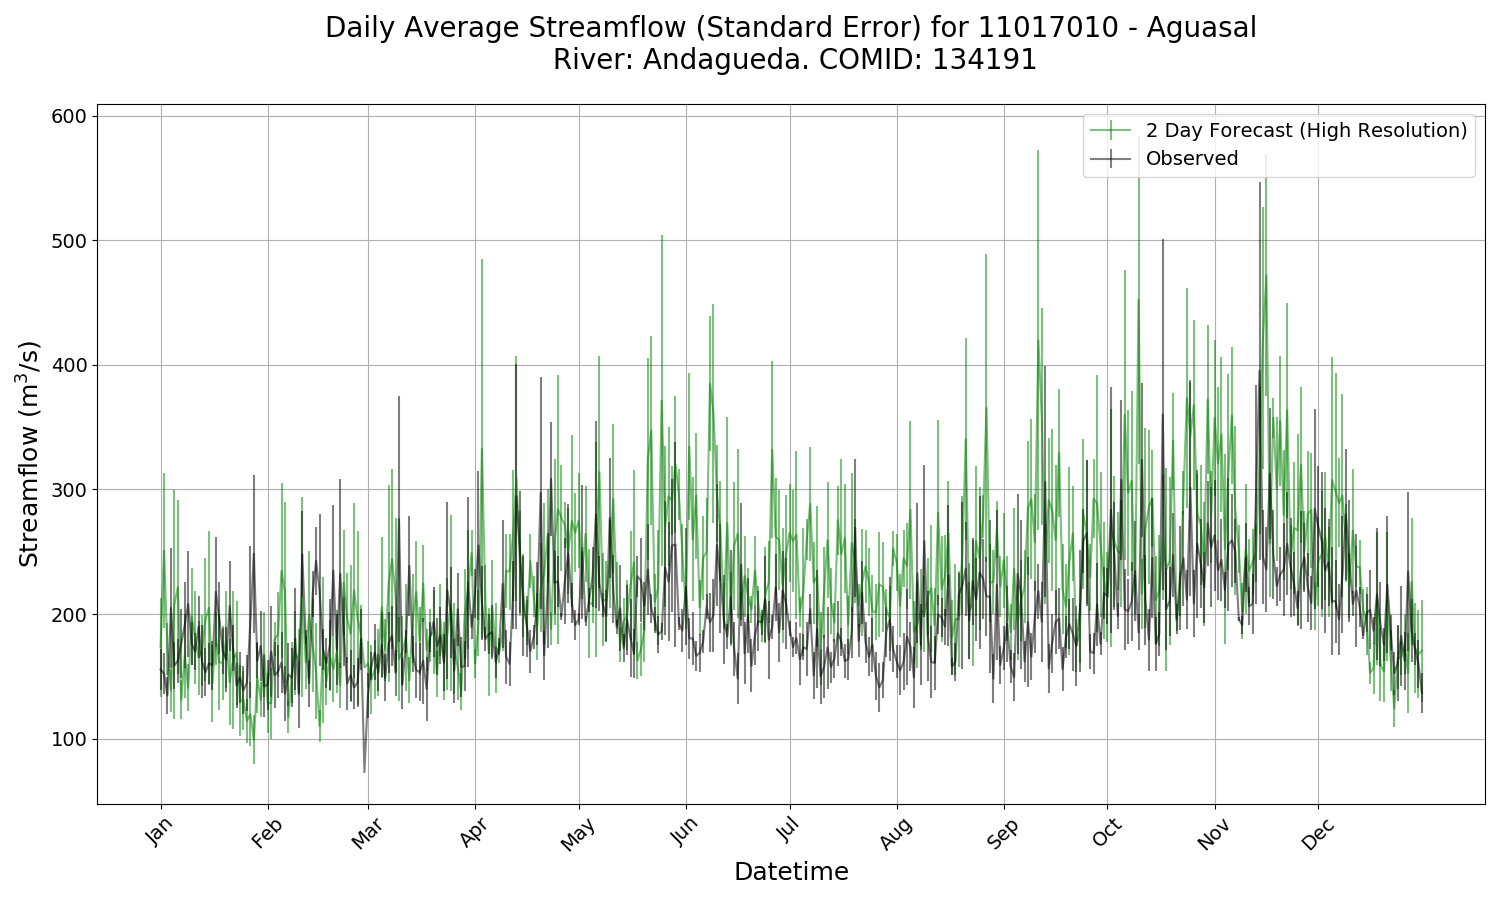 Daily Average Streamflow (Standard Error) for 11017010 - Aguasal
River: Andagueda. COMID: 134191
2 Day Forecast (High Resolution)
Observed
Streamflow (m³/s)
600
500
400
300
200
100
Jan
Feb
Mar
Apr
May
Jun
Jul
Aug
Sep
Oct
Nov
Dec
Datetime